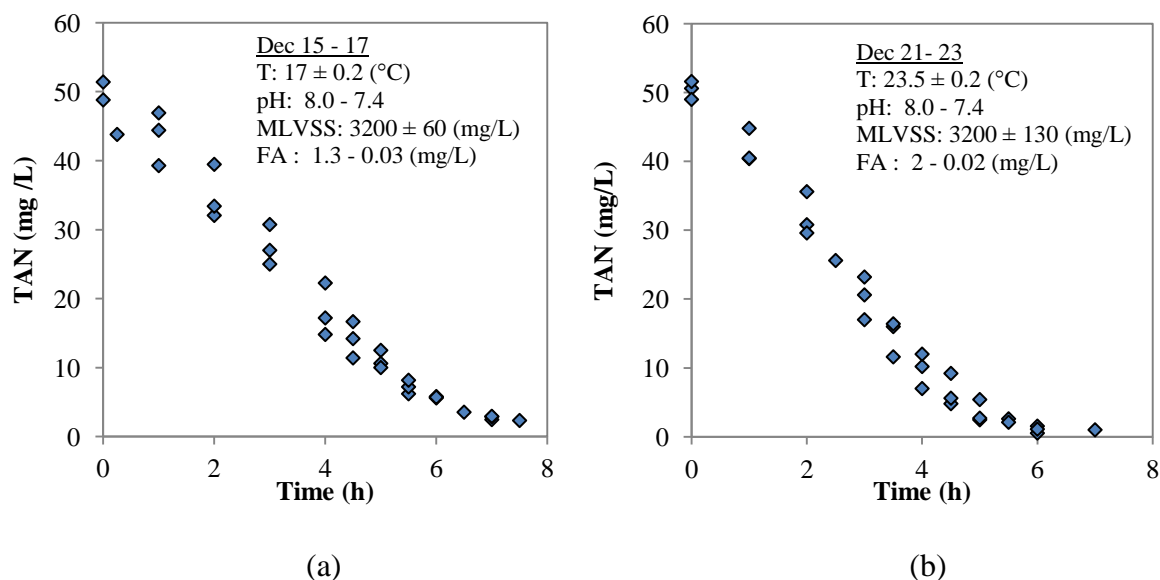 60
50
40
30
20
10
0
TAN (mg /L)
Dec 15 - 17
T: 17 ± 0.2 (°C)
pH:  8.0 - 7.4
MLVSS: 3200 ± 60 (mg/L)
FA :  1.3 - 0.03 (mg/L)
0 2 4 6 8
Time (h)
(a)
60
50
40
30
20
10
0
TAN (mg/L)
Dec 21- 23
T: 23.5 ± 0.2 (°C)
pH:  8.0 - 7.4
MLVSS: 3200 ± 130 (mg/L)
FA :  2 - 0.02 (mg/L)
0 2 4 6 8
Time (h)
(b)